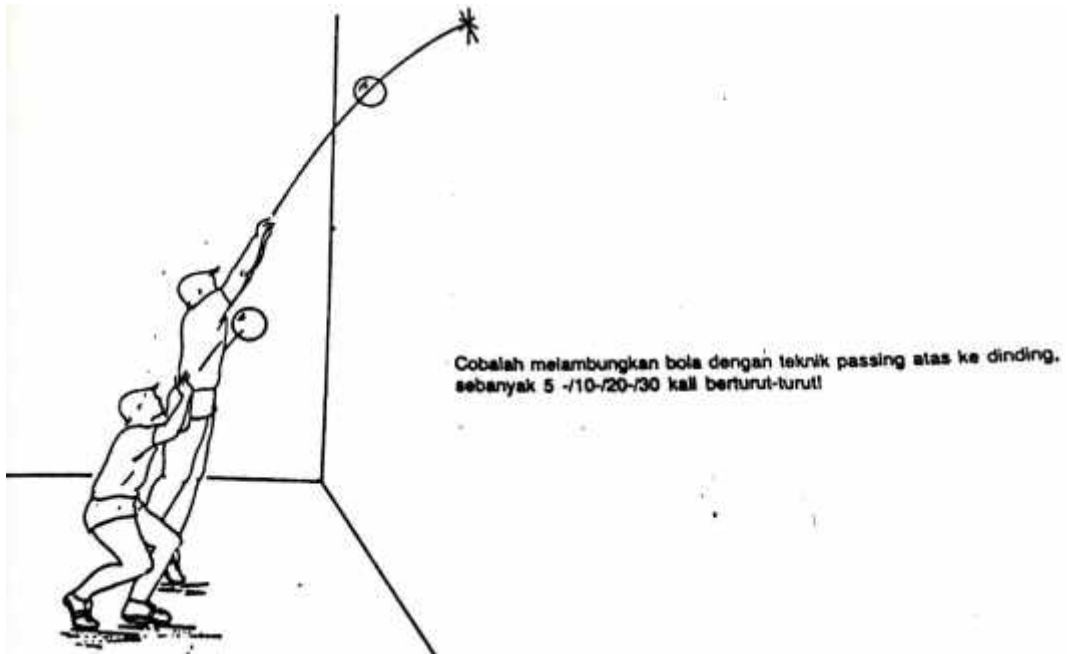 Cobalah melambungkan bola dengan teknik passing atas ke dinding,
sebanyak 5 -/10-/20-/30 kali berturut-turut!